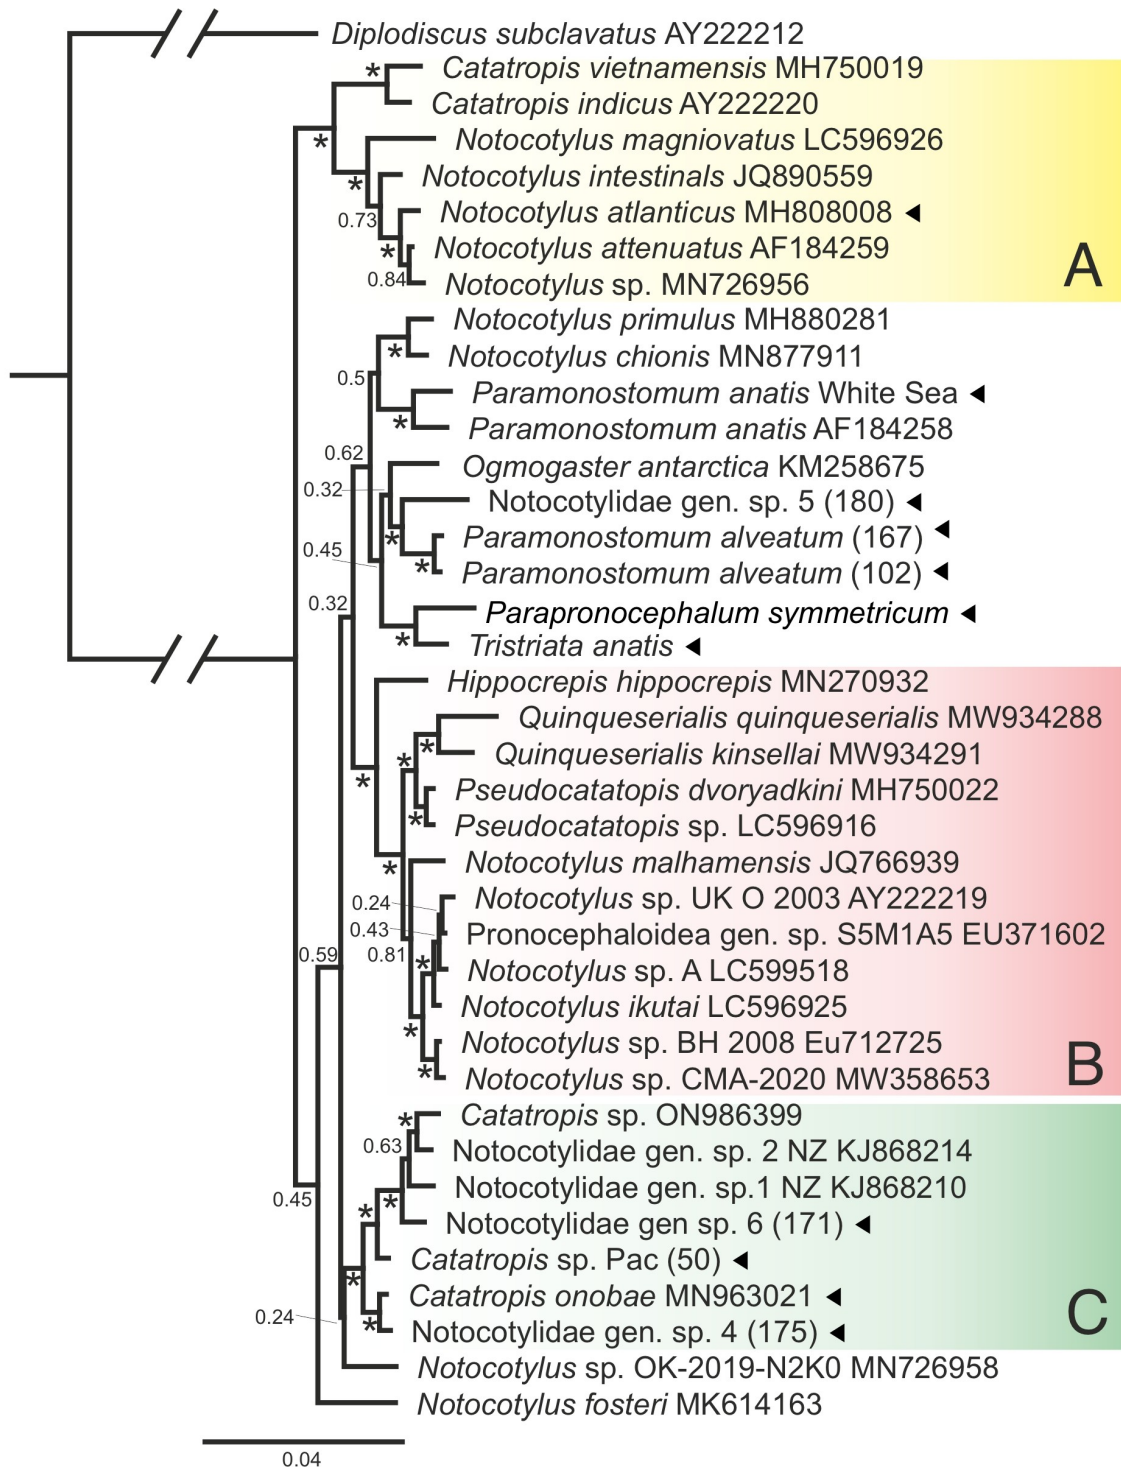 Diplodiscus subclavatus AY222212
Catatropis vietnamensis MH750019
*
Catatropis indicus AY222220
*
Notocotylus magniovatus LC596926
Notocotylus intestinals JQ890559
*
Notocotylus atlanticus MH808008
0.73
Notocotylus attenuatus AF184259
*
A
0.84
Notocotylus sp. MN726956
Notocotylus primulus MH880281
*
Notocotylus chionis MN877911
0.5
Paramonostomum anatis White Sea
*
Paramonostomum anatis AF184258
0.62
Ogmogaster antarctica KM258675
0.32
Notocotylidae gen. sp. 5 (180)
*
Paramonostomum alveatum (167)
0.45
*
Paramonostomum alveatum (102)
0.32
Parapronocephalum symmetricum
*
Tristriata anatis
Hippocrepis hippocrepis MN270932
Quinqueserialis quinqueserialis MW934288
*
Quinqueserialis kinsellai MW934291
*
*
Pseudocatatopis dvoryadkini MH750022
*
Pseudocatatopis sp. LC596916
*
Notocotylus malhamensis JQ766939
0.24
Notocotylus sp. UK O 2003 AY222219
0.43
Pronocephaloidea gen. sp. S5M1A5 EU371602
0.59
0.81
*
Notocotylus sp. A LC599518
Notocotylus ikutai LC596925
*
Notocotylus sp. BH 2008 Eu712725
B
*
Notocotylus sp. CMA-2020 MW358653
*
Catatropis sp. ON986399
0.63
Notocotylidae gen. sp. 2 NZ KJ868214
0.45
*
Notocotylidae gen. sp.1 NZ KJ868210
*
Notocotylidae gen sp. 6 (171)
Catatropis sp. Pac (50)
*
Catatropis onobae MN963021
C
0.24
*
Notocotylidae gen. sp. 4 (175)
Notocotylus sp. OK-2019-N2K0 MN726958
Notocotylus fosteri MK614163
0.04